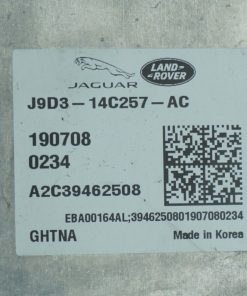 JAGUAR
LAND ROVER
J9D3-14C257-AC
190708
0234
A2C39462508
EBA00164AL;3946250801907080234
GHTNA
Made in Korea